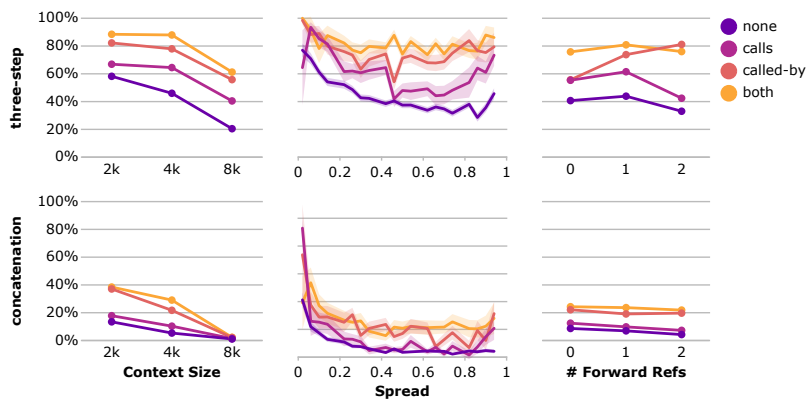 three-step
100%
80%
60%
40%
20%
0%
2k 4k 8k
0 0.2 0.4 0.6 0.8 1
0 1 2
none
calls
called-by
both
concatenation
100%
80%
60%
40%
20%
0%
2k 4k 8k
Context Size
0 0.2 0.4 0.6 0.8 1
Spread
0 1 2
# Forward Refs